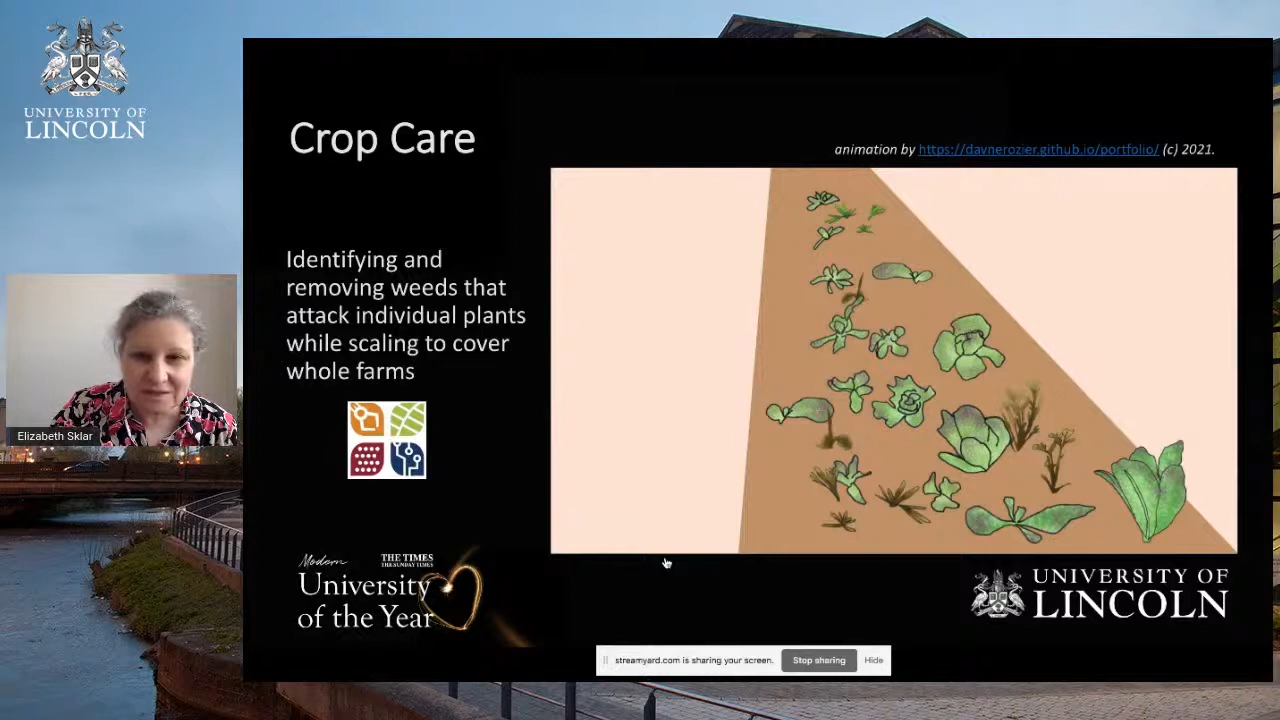 UNIVERSITY OF
LINCOLN
Crop Care
animation by https://davnerozier.github.io/portfolio/ (c) 2021.
Identifying and
removing weeds that
attack individual plants
while scaling to cover
whole farms
Elizabeth Sklar
Modern
THE TIMES
THE SUNDAY TIMES
University
of the Year
UNIVERSITY OF
LINCOLN
streamyard.com is sharing your screen.
Stop sharing
Hide